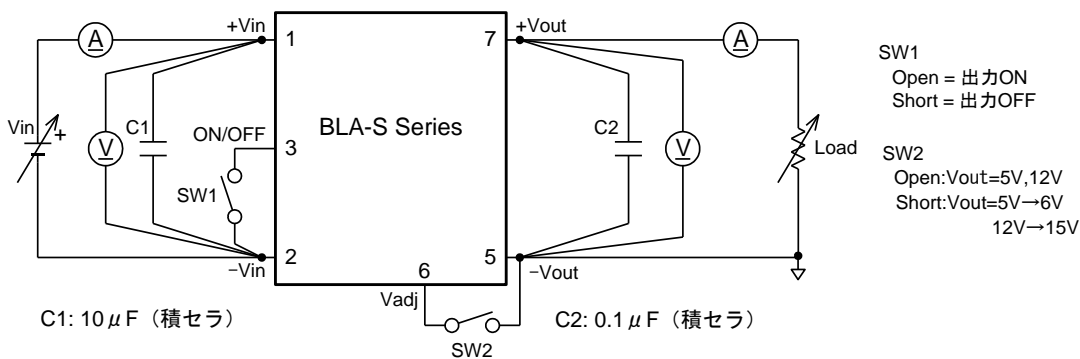 +Vin
1
7
+Vout
A
A
SW1
Open = 出力ON
Short = 出力OFF
Vin
+
V
C1
ON/OFF
3
BLA-S Series
C2
V
Load
SW1
SW2
Open:Vout=5V,12V
Short:Vout=5V→6V
12V→15V
−Vin
2
6
5
−Vout
Vadj
C1: 10μF（積セラ）
C2: 0.1μF（積セラ）
SW2